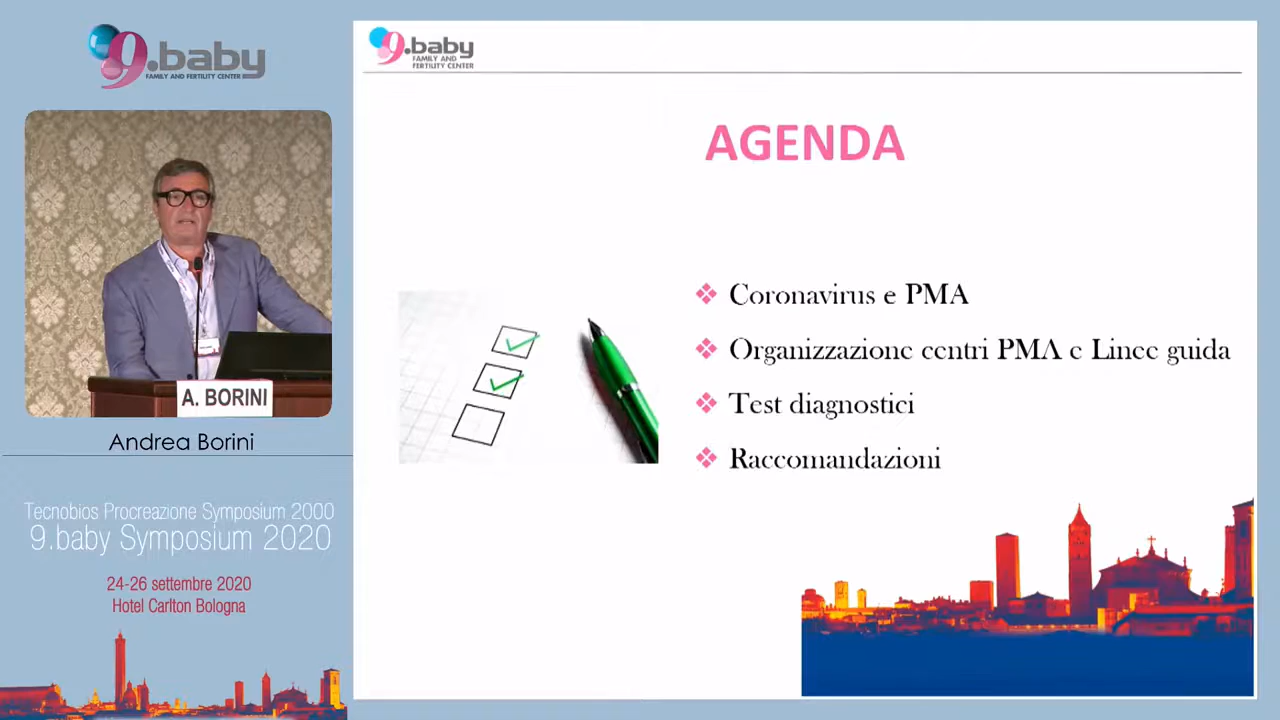 9.baby
FAMILY AND FERTILITY CENTER
A. BORINI
Andrea Borini
Tecnobios Procreazione Symposium 2000
9.baby Symposium 2020
24-26 settembre 2020
Hotel Carlton Bologna
9.baby
FAMILY AND
FERTILITY CENTER
AGENDA
Coronavirus e PMA
Organizzazione centri PMA e Linee guida
Test diagnostici
Raccomandazioni